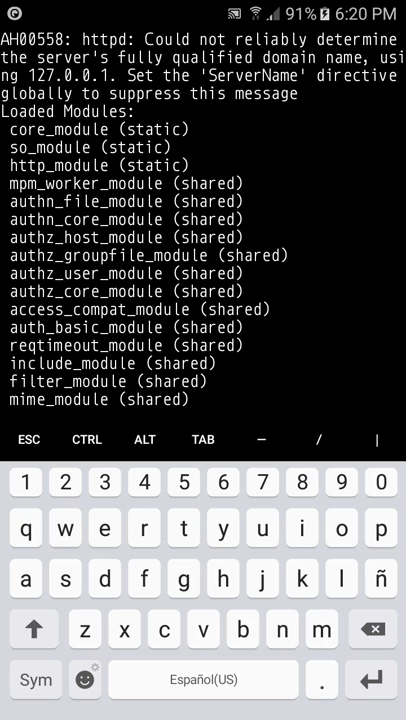 91% 6:20 PM
AH00558: httpd: Could not reliably determine
the server's fully qualified domain name, usi
ng 127.0.0.1. Set the 'ServerName' directive
globally to suppress this message
Loaded Modules:
core_module (static)
so_module (static)
http_module (static)
mpm_worker_module (shared)
authn_file_module (shared)
authn_core_module (shared)
authz_host_module (shared)
authz_groupfile_module (shared)
authz_user_module (shared)
authz_core_module (shared)
access_compat_module (shared)
auth_basic_module (shared)
reqtimeout_module (shared)
include_module (shared)
filter_module (shared)
mime_module (shared)
ESC CTRL ALT TAB — / |
1 2 3 4 5 6 7 8 9 0
q w e r t y u i o p
a s d f g h j k l ñ
z x c v b n m
Sym Español(US) .